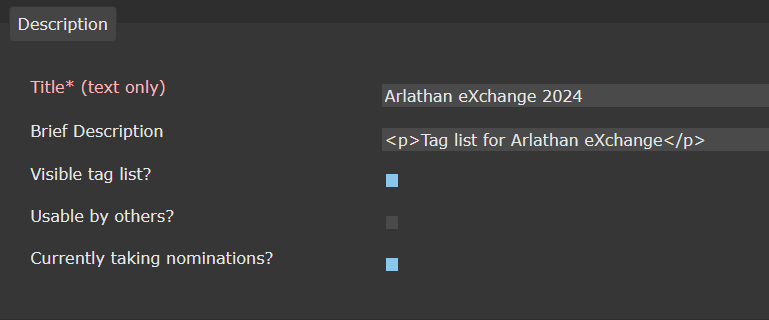 Description
Title* (text only)
Arlathan eXchange 2024
Brief Description
<p>Tag list for Arlathan eXchange</p>
Visible tag list?
Usable by others?
Currently taking nominations?